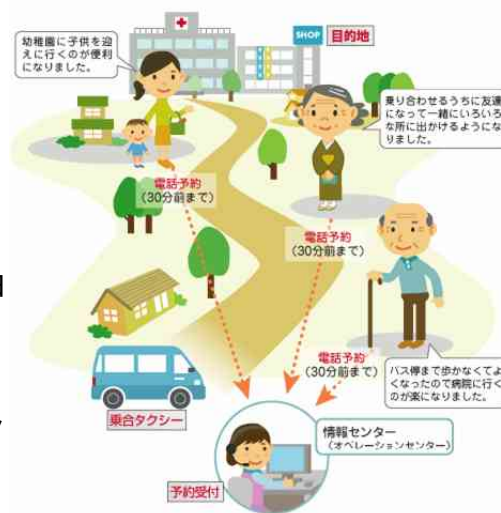 幼稚園に子供を迎
えに行くのが便利
になりました。
SHOP
目的地
乗り合わせるうちに友達
になって一緒にいろいろ
な所に出かけるようにな
りました。
電話予約
(30分前まで)
電話予約
(30分前まで)
電話予約
(30分前まで)
バス停まで歩かなくてよ
くなったので病院に行く
のが楽になりました。
乗合タクシー
情報センター
(オペレーションセンター)
予約受付